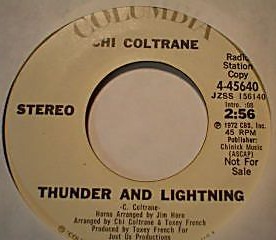 COLUMBIA
CHI COLTRANE
Radio
Station
Copy
4-45640
JZSS 156140
STEREO
Intro.:08
2:56
℗ 1972 CBS, Inc.
45 RPM
Publisher:
Chinick Music
(ASCAP)
Not For
Sale
THUNDER AND LIGHTNING
-C. Coltrane-
Horns Arranged by Jim Horn
Arranged by Chi Coltrane & Toxey French
Produced by Toxey French for
Just Us Productions